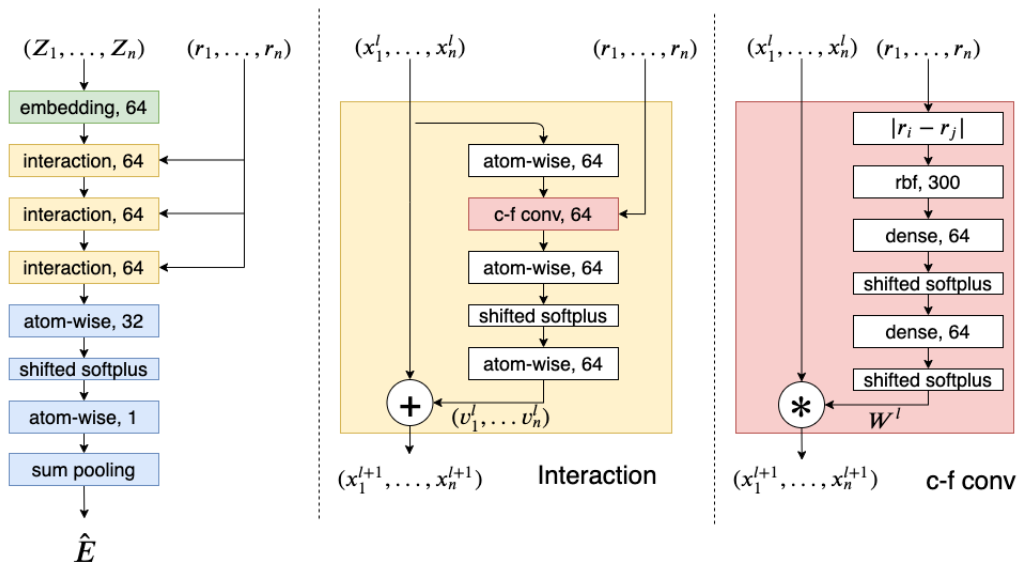 (Z₁, . . . , Zₙ) (r₁, . . . , rₙ)
embedding, 64
interaction, 64
interaction, 64
interaction, 64
atom-wise, 32
shifted softplus
atom-wise, 1
sum pooling
Ê
(x₁ˡ, . . . , xₙˡ) (r₁, . . . , rₙ)
atom-wise, 64
c-f conv, 64
atom-wise, 64
shifted softplus
atom-wise, 64
+
(v₁ˡ, . . . vₙˡ)
(x₁ˡ⁺¹, . . . , xₙˡ⁺¹)
Interaction
(x₁ˡ, . . . , xₙˡ) (r₁, . . . , rₙ)
|rᵢ − rⱼ|
rbf, 300
dense, 64
shifted softplus
dense, 64
shifted softplus
*
Wˡ
(x₁ˡ⁺¹, . . . , xₙˡ⁺¹)
c-f conv